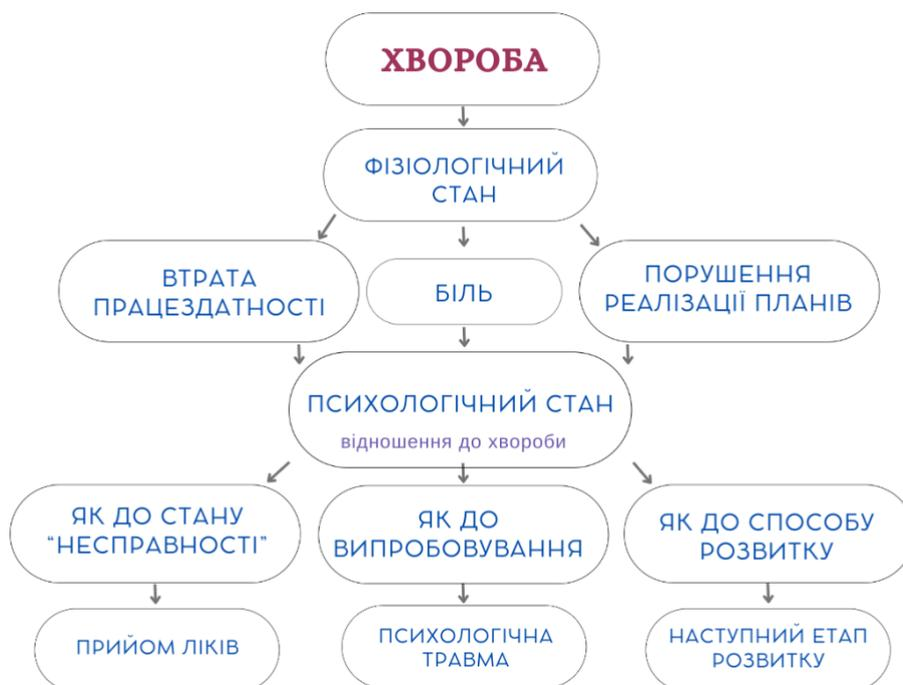 ХВОРОБА
ФІЗІОЛОГІЧНИЙ
СТАН
ВТРАТА
ПРАЦЕЗДАТНОСТІ
БІЛЬ
ПОРУШЕННЯ
РЕАЛІЗАЦІЇ ПЛАНІВ
ПСИХОЛОГІЧНИЙ СТАН
відношення до хвороби
ЯК ДО СТАНУ
“НЕСПРАВНОСТІ”
ЯК ДО
ВИПРОБОВУВАННЯ
ЯК ДО СПОСОБУ
РОЗВИТКУ
ПРИЙОМ ЛІКІВ
ПСИХОЛОГІЧНА
ТРАВМА
НАСТУПНИЙ ЕТАП
РОЗВИТКУ